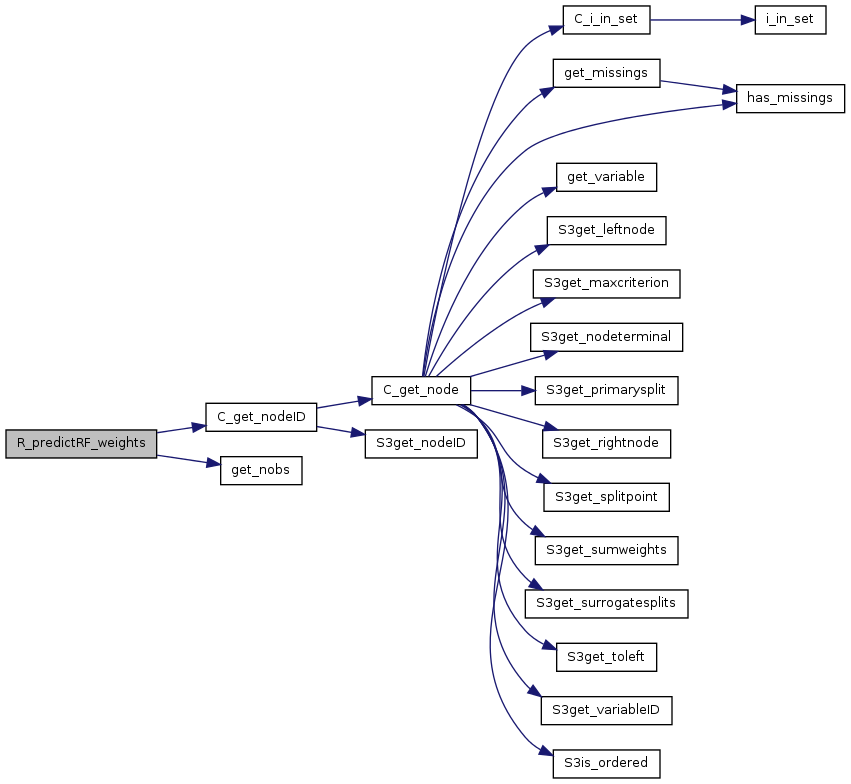 C_i_in_set
i_in_set
get_missings
has_missings
get_variable
S3get_leftnode
S3get_maxcriterion
S3get_nodeterminal
C_get_node
S3get_primarysplit
C_get_nodeID
R_predictRF_weights
S3get_nodeID
S3get_rightnode
get_nobs
S3get_splitpoint
S3get_sumweights
S3get_surrogatesplits
S3get_toleft
S3get_variableID
S3is_ordered